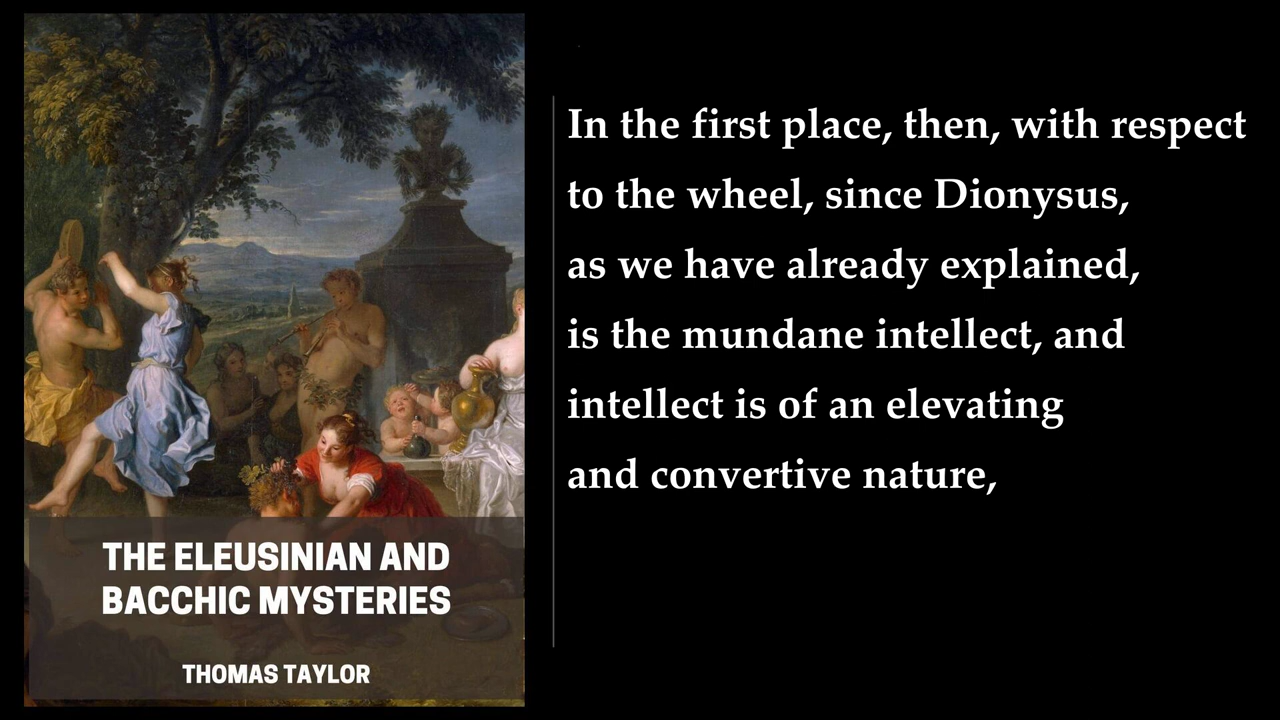 In the first place, then, with respect
to the wheel, since Dionysus,
as we have already explained,
is the mundane intellect, and
intellect is of an elevating
and convertive nature,
THE ELEUSINIAN AND
BACCHIC MYSTERIES
THOMAS TAYLOR